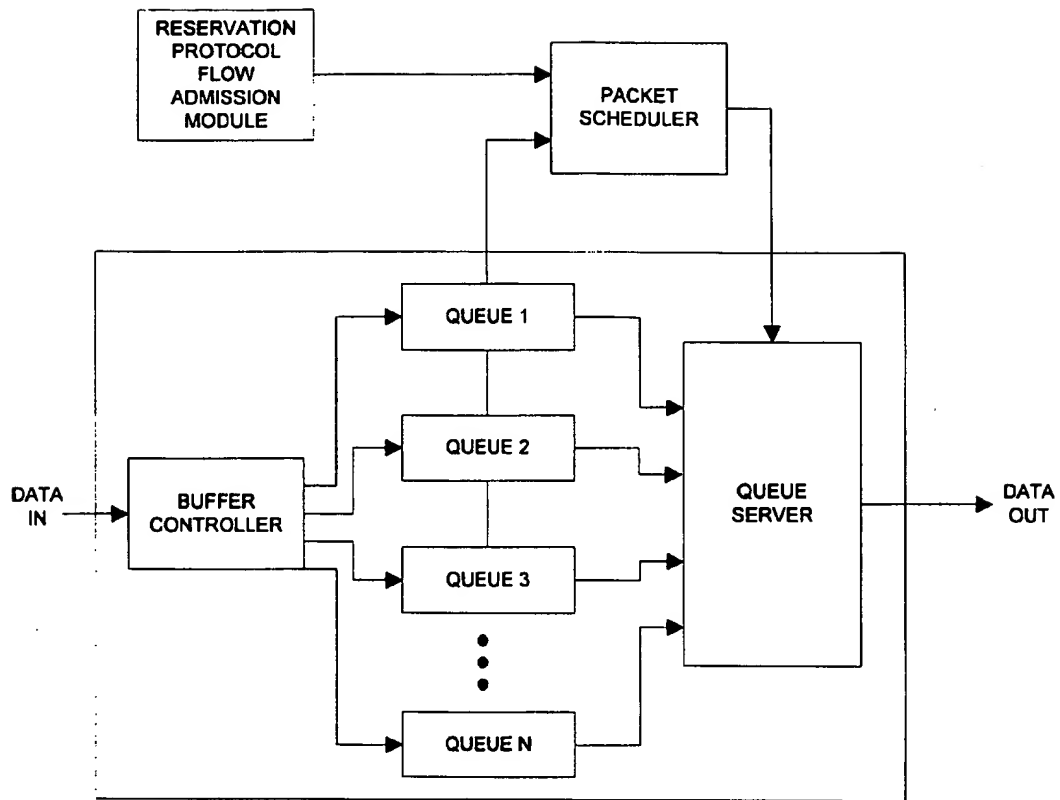 RESERVATION
PROTOCOL
FLOW
ADMISSION
MODULE
PACKET
SCHEDULER
QUEUE 1
QUEUE 2
DATA
IN
BUFFER
CONTROLLER
QUEUE
SERVER
DATA
OUT
QUEUE 3
QUEUE N